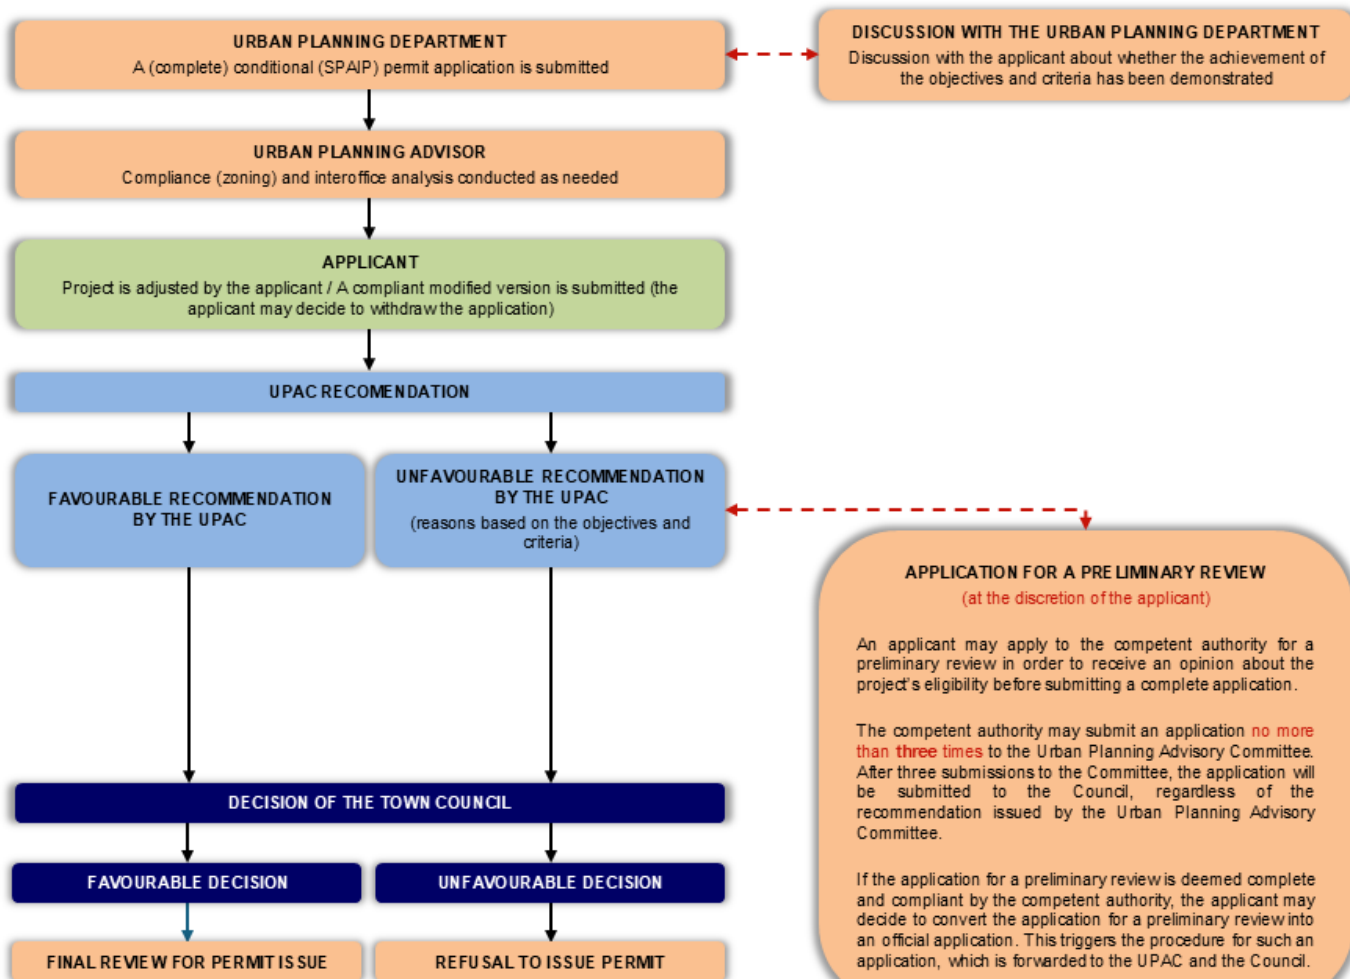 URBAN PLANNING DEPARTMENT
A (complete) conditional (SPAIP) permit application is submitted
DISCUSSION WITH THE URBAN PLANNING DEPARTMENT
Discussion with the applicant about whether the achievement of
the objectives and criteria has been demonstrated
URBAN PLANNING ADVISOR
Compliance (zoning) and interoffice analysis conducted as needed
APPLICANT
Project is adjusted by the applicant / A compliant modified version is submitted (the
applicant may decide to withdraw the application)
UPAC RECOMENDATION
FAVOURABLE RECOMMENDATION
BY THE UPAC
UNFAVOURABLE RECOMMENDATION
BY THE UPAC
(reasons based on the objectives and
criteria)
APPLICATION FOR A PRELIMINARY REVIEW
(at the discretion of the applicant)
An applicant may apply to the competent authority for a
preliminary review in order to receive an opinion about the
project's eligibility before submitting a complete application.
The competent authority may submit an application no more
than three times to the Urban Planning Advisory Committee.
After three submissions to the Committee, the application will
be submitted to the Council, regardless of the
recommendation issued by the Urban Planning Advisory
Committee.
If the application for a preliminary review is deemed complete
and compliant by the competent authority, the applicant may
decide to convert the application for a preliminary review into
an official application. This triggers the procedure for such an
application, which is forwarded to the UPAC and the Council.
DECISION OF THE TOWN COUNCIL
FAVOURABLE DECISION
UNFAVOURABLE DECISION
FINAL REVIEW FOR PERMIT ISSUE
REFUSAL TO ISSUE PERMIT